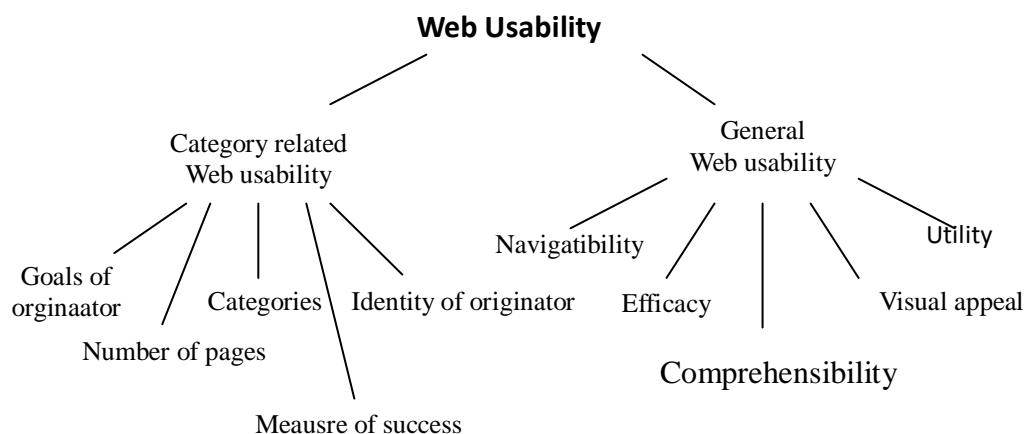 Web Usability
Category related
Web usability
General
Web usability
Goals of
orginaator
Number of pages
Categories
Meausre of success
Identity of originator
Navigatibility
Efficacy
Comprehensibility
Visual appeal
Utility